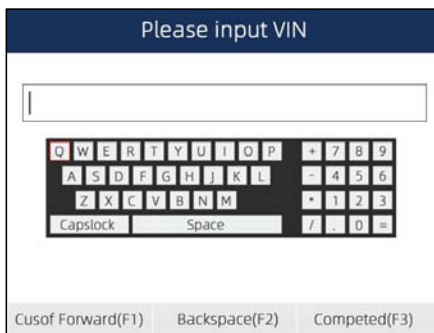 Please input VIN
Q W E R T Y U I O P + 7 8 9
A S D F G H J K L - 4 5 6
Z X C V B N M * 1 2 3
Capslock Space / . 0 =
Cusof Forward(F1) Backspace(F2) Competed(F3)